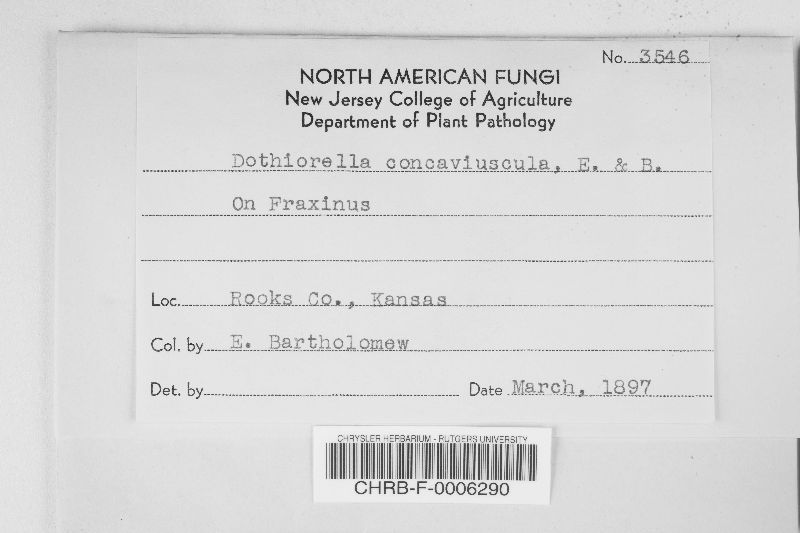 No. 3546
NORTH AMERICAN FUNGI
New Jersey College of Agriculture
Department of Plant Pathology
Dothiorella concaviuscula, E. & B.
On Fraxinus
Loc. Rooks Co., Kansas
Col. by E. Bartholomew
Det. by
Date March, 1897
CHRYSLER HERBARIUM - RUTGERS UNIVERSITY
CHRB-F-0006290